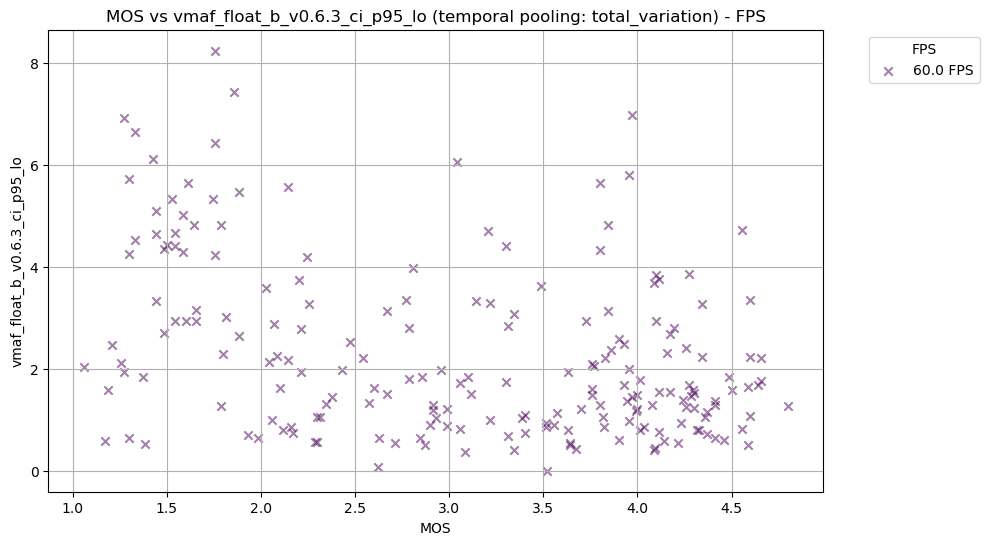 MOS vs vmaf_float_b_v0.6.3_ci_p95_lo (temporal pooling: total_variation) - FPS
FPS
60.0 FPS
vmaf_float_b_v0.6.3_ci_p95_lo
8
6
4
2
0
1.0 1.5 2.0 2.5 3.0 3.5 4.0 4.5
MOS